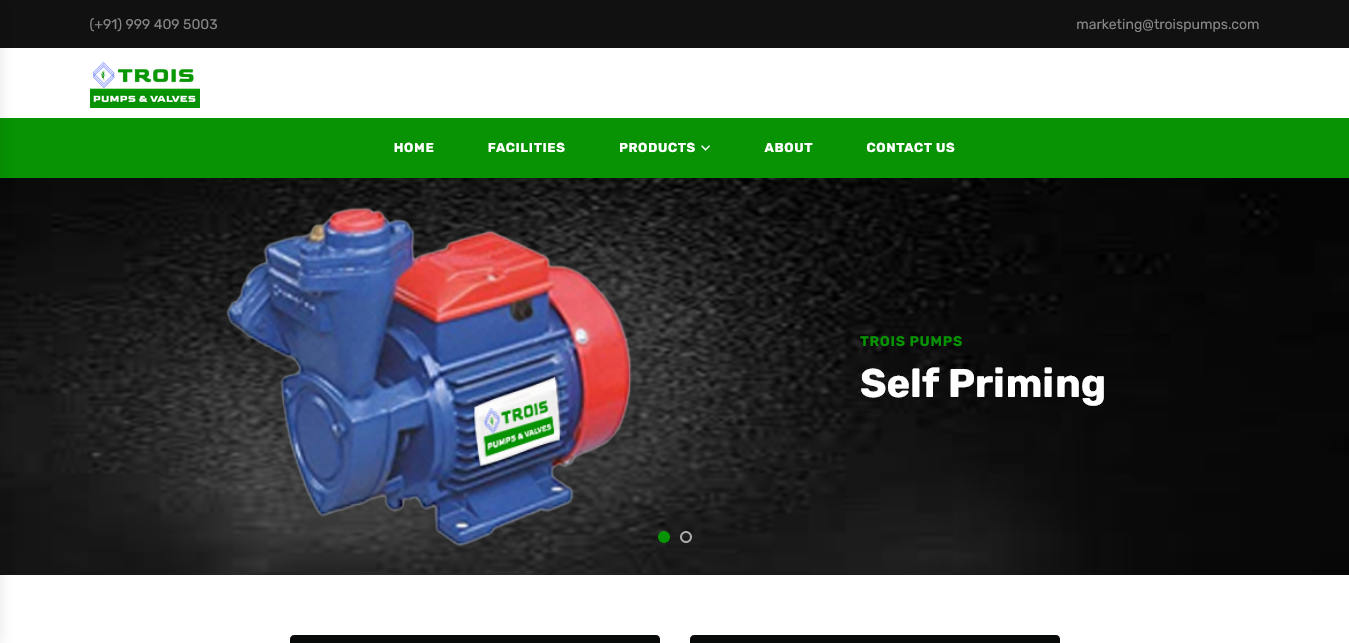 (+91) 999 409 5003
marketing@troispumps.com
TROIS
PUMPS & VALVES
HOME
FACILITIES
PRODUCTS
ABOUT
CONTACT US
TROIS PUMPS
Self Priming
TROIS
PUMPS & VALVES